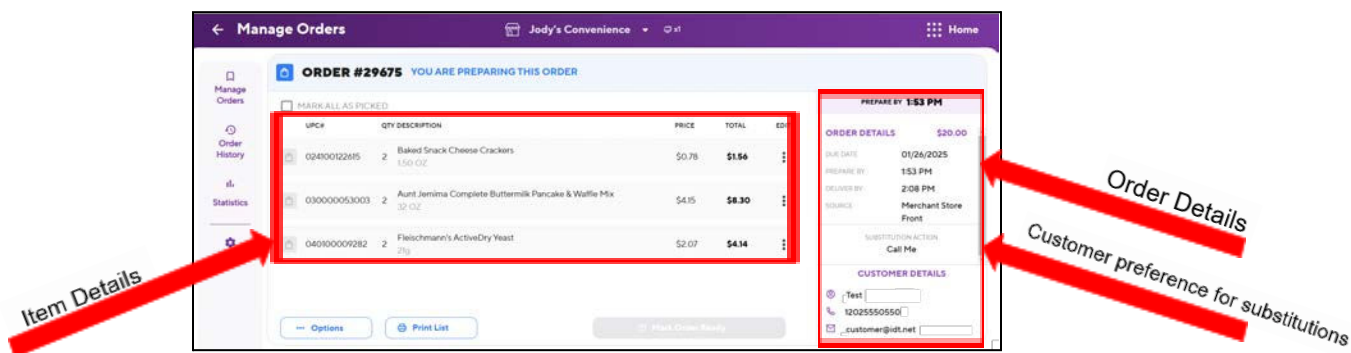 ← Manage Orders
Jody's Convenience
x1
Home
Manage Orders
Order History
Statistics
ORDER #29675 YOU ARE PREPARING THIS ORDER
MARK ALL AS PICKED
UPC# QTY DESCRIPTION PRICE TOTAL EDIT
024100122615 2 Baked Snack Cheese Crackers $0.78 $1.56
1.50 OZ
030000053003 2 Aunt Jemima Complete Buttermilk Pancake & Waffle Mix $4.15 $8.30
32 OZ
040100009282 2 Fleischmann's ActiveDry Yeast $2.07 $4.14
21g
Options
Print List
Mark Order Ready
PREPARE BY 1:53 PM
ORDER DETAILS $20.00
DUE DATE 01/26/2025
PREPARE BY 1:53 PM
DELIVER BY 2:08 PM
SOURCE Merchant Store
Front
SUBSTITUTION ACTION
Call Me
CUSTOMER DETAILS
Test
12025550550
customer@idt.net
Item Details
Order Details
Customer preference for substitutions